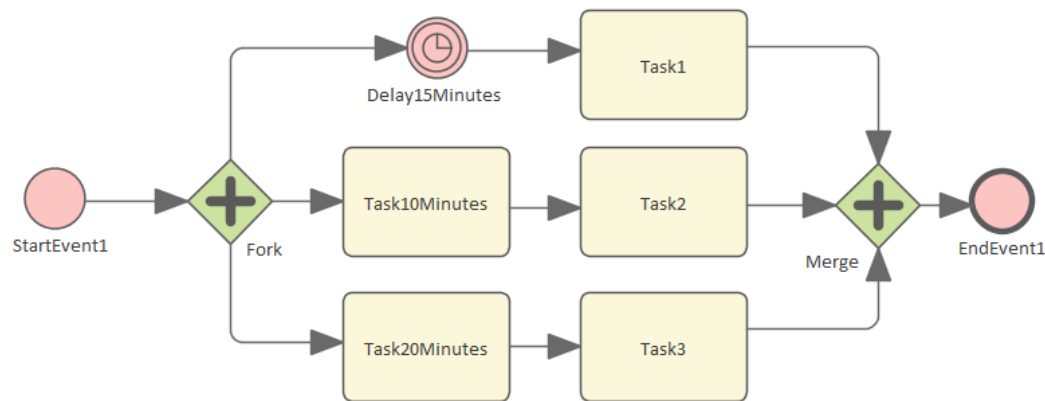 Task1
Delay15Minutes
Task10Minutes
Task2
StartEvent1
Fork
Merge
EndEvent1
Task20Minutes
Task3